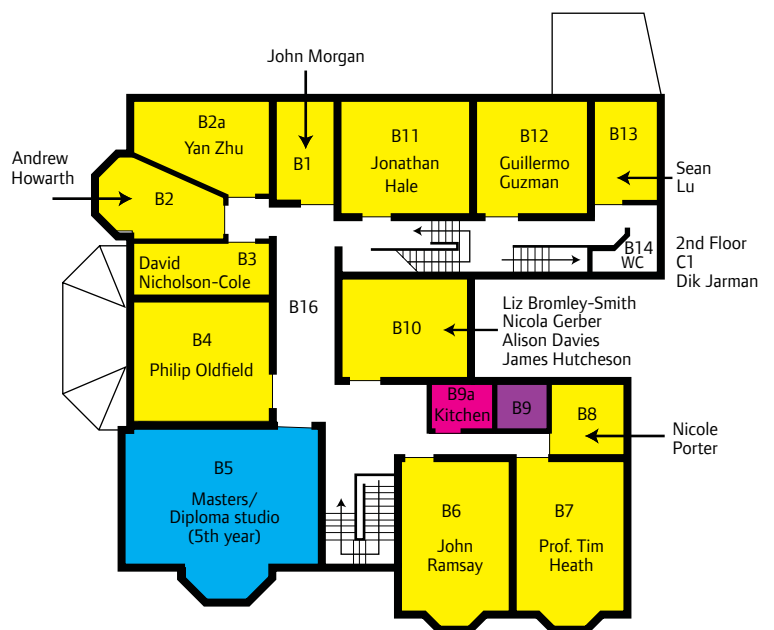 John Morgan
B2a
Yan Zhu
B1
B11
Jonathan
Hale
B12
Guillermo
Guzman
B13
Andrew
Howarth
B2
Sean
Lu
B3
David
Nicholson-Cole
B14
WC
2nd Floor
C1
Dik Jarman
B16
B4
Philip Oldfield
B10
Liz Bromley-Smith
Nicola Gerber
Alison Davies
James Hutcheson
B9a
Kitchen
B9
B8
Nicole
Porter
B5
Masters/
Diploma studio
(5th year)
B6
John
Ramsay
B7
Prof. Tim
Heath